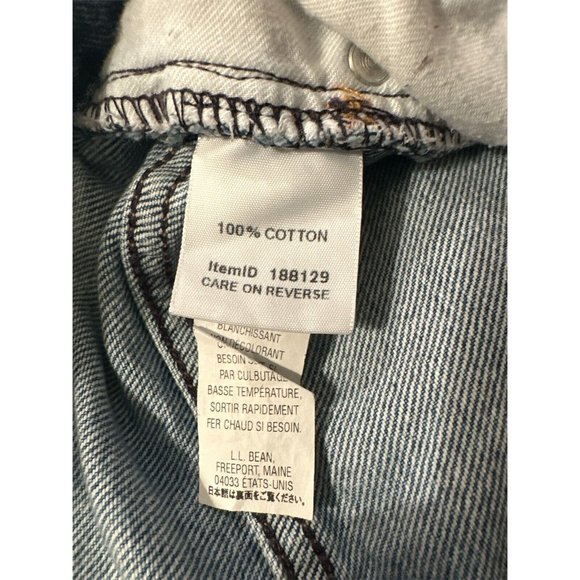 100% COTTON
ItemID 188129
CARE ON REVERSE
BLANCHISSANT
BESOIN
PAR CULBUTAGE
BASSE TEMPÉRATURE,
SORTIR RAPIDEMENT
FER CHAUD SI BESOIN.
L.L. BEAN,
FREEPORT, MAINE
04033 ÉTATS-UNIS
日本語は裏面をご覧ください。